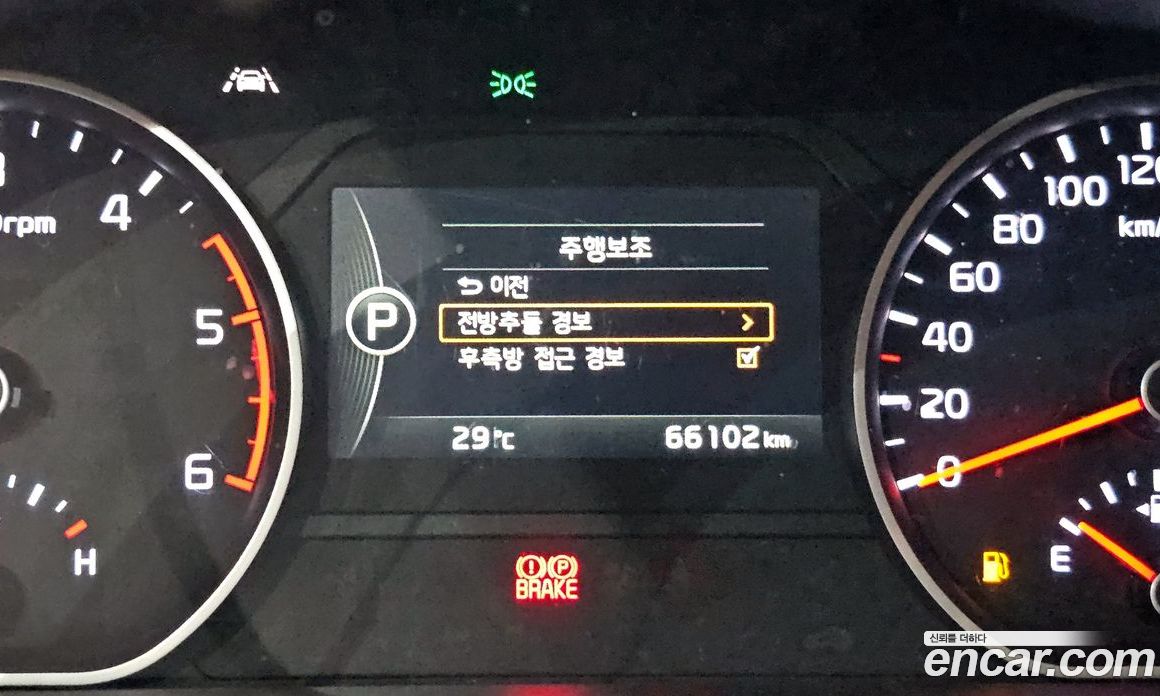 4
rpm
5
6
H
주행보조
이전
전방추돌 경보
후측방 접근 경보
P
29°C
66102 km
BRAKE
120
100
80
60
40
20
0
km/
E
신뢰를 더하다
encar.com